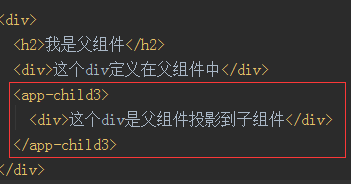 <div>
<h2>我是父组件</h2>
<div>这个div定义在父组件中</div>
<app-child3>
<div>这个div是父组件投影到子组件</div>
</app-child3>
</div>